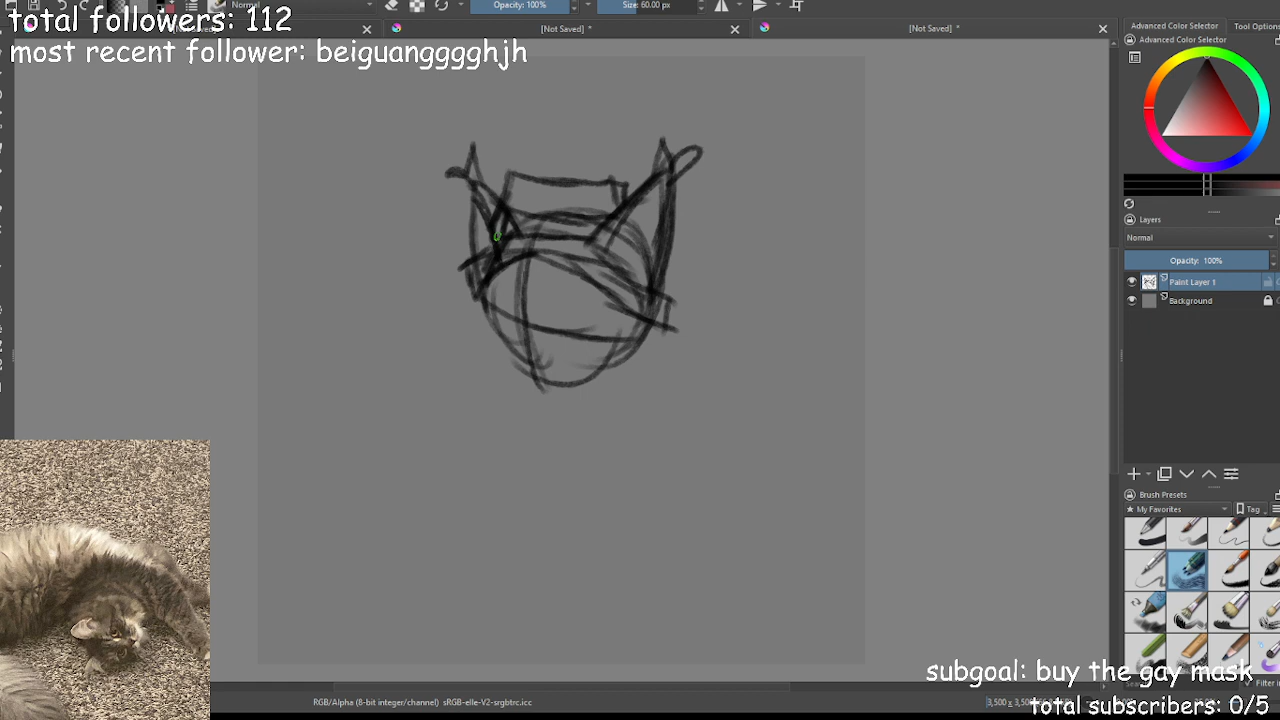 Normal
Opacity: 100%
Size: 60.00 px
total followers: 112
most recent follower: beiguangggghjh
[Not Saved] *
[Not Saved] *
Advanced Color Selector
Tool Options
Advanced Color Selector
Layers
Normal
Opacity: 100%
Paint Layer 1
Background
Brush Presets
My Favorites
Tag
subgoal: buy the gay mask
Filter in
RGB/Alpha (8-bit integer/channel) sRGB-elle-V2-srgbtrc.icc
total subscribers: 0/5